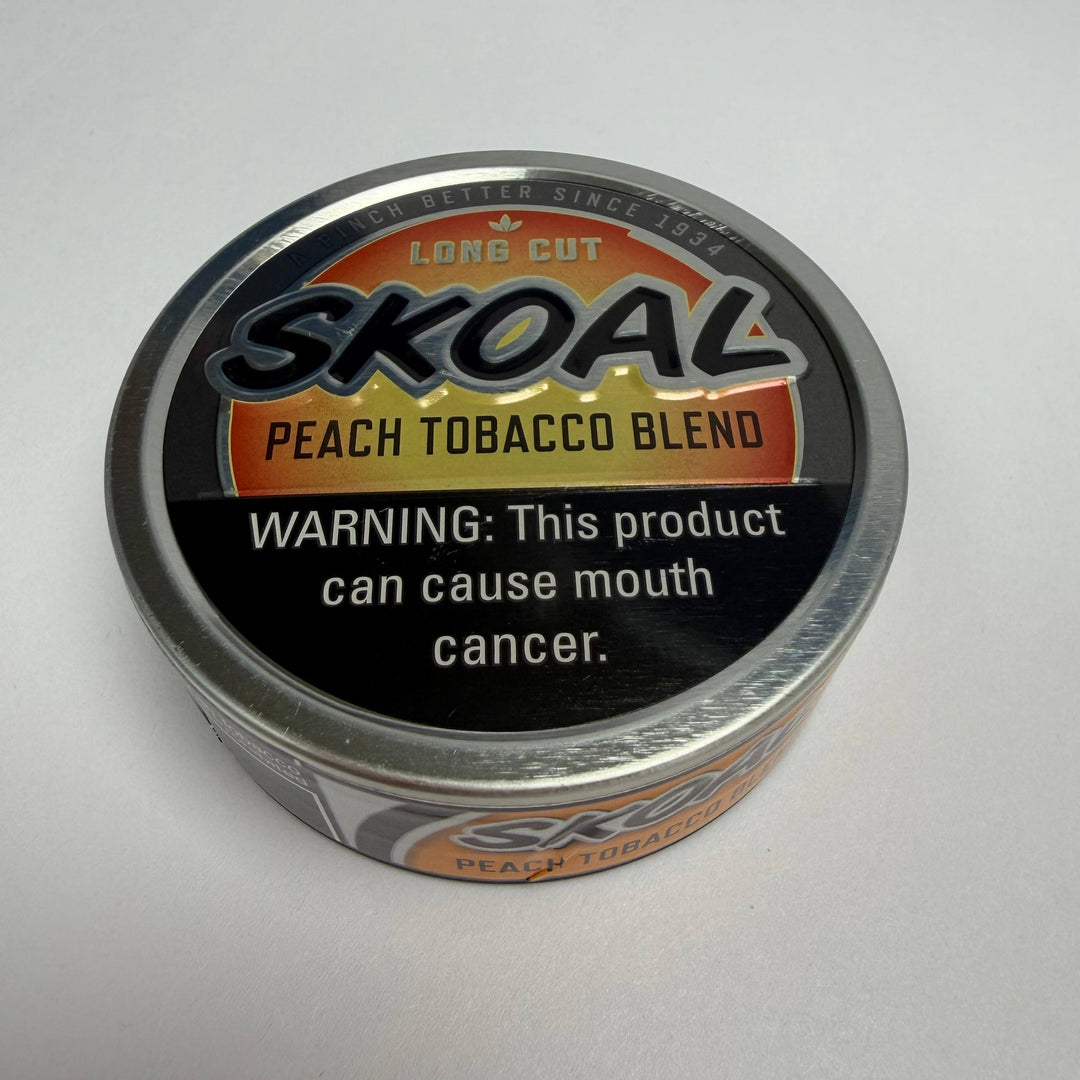 A PINCH BETTER SINCE 1934
LONG CUT
SKOAL
PEACH TOBACCO BLEND
WARNING: This product
can cause mouth
cancer.
TOBACCO
SKOAL
PEACH TOBACCO